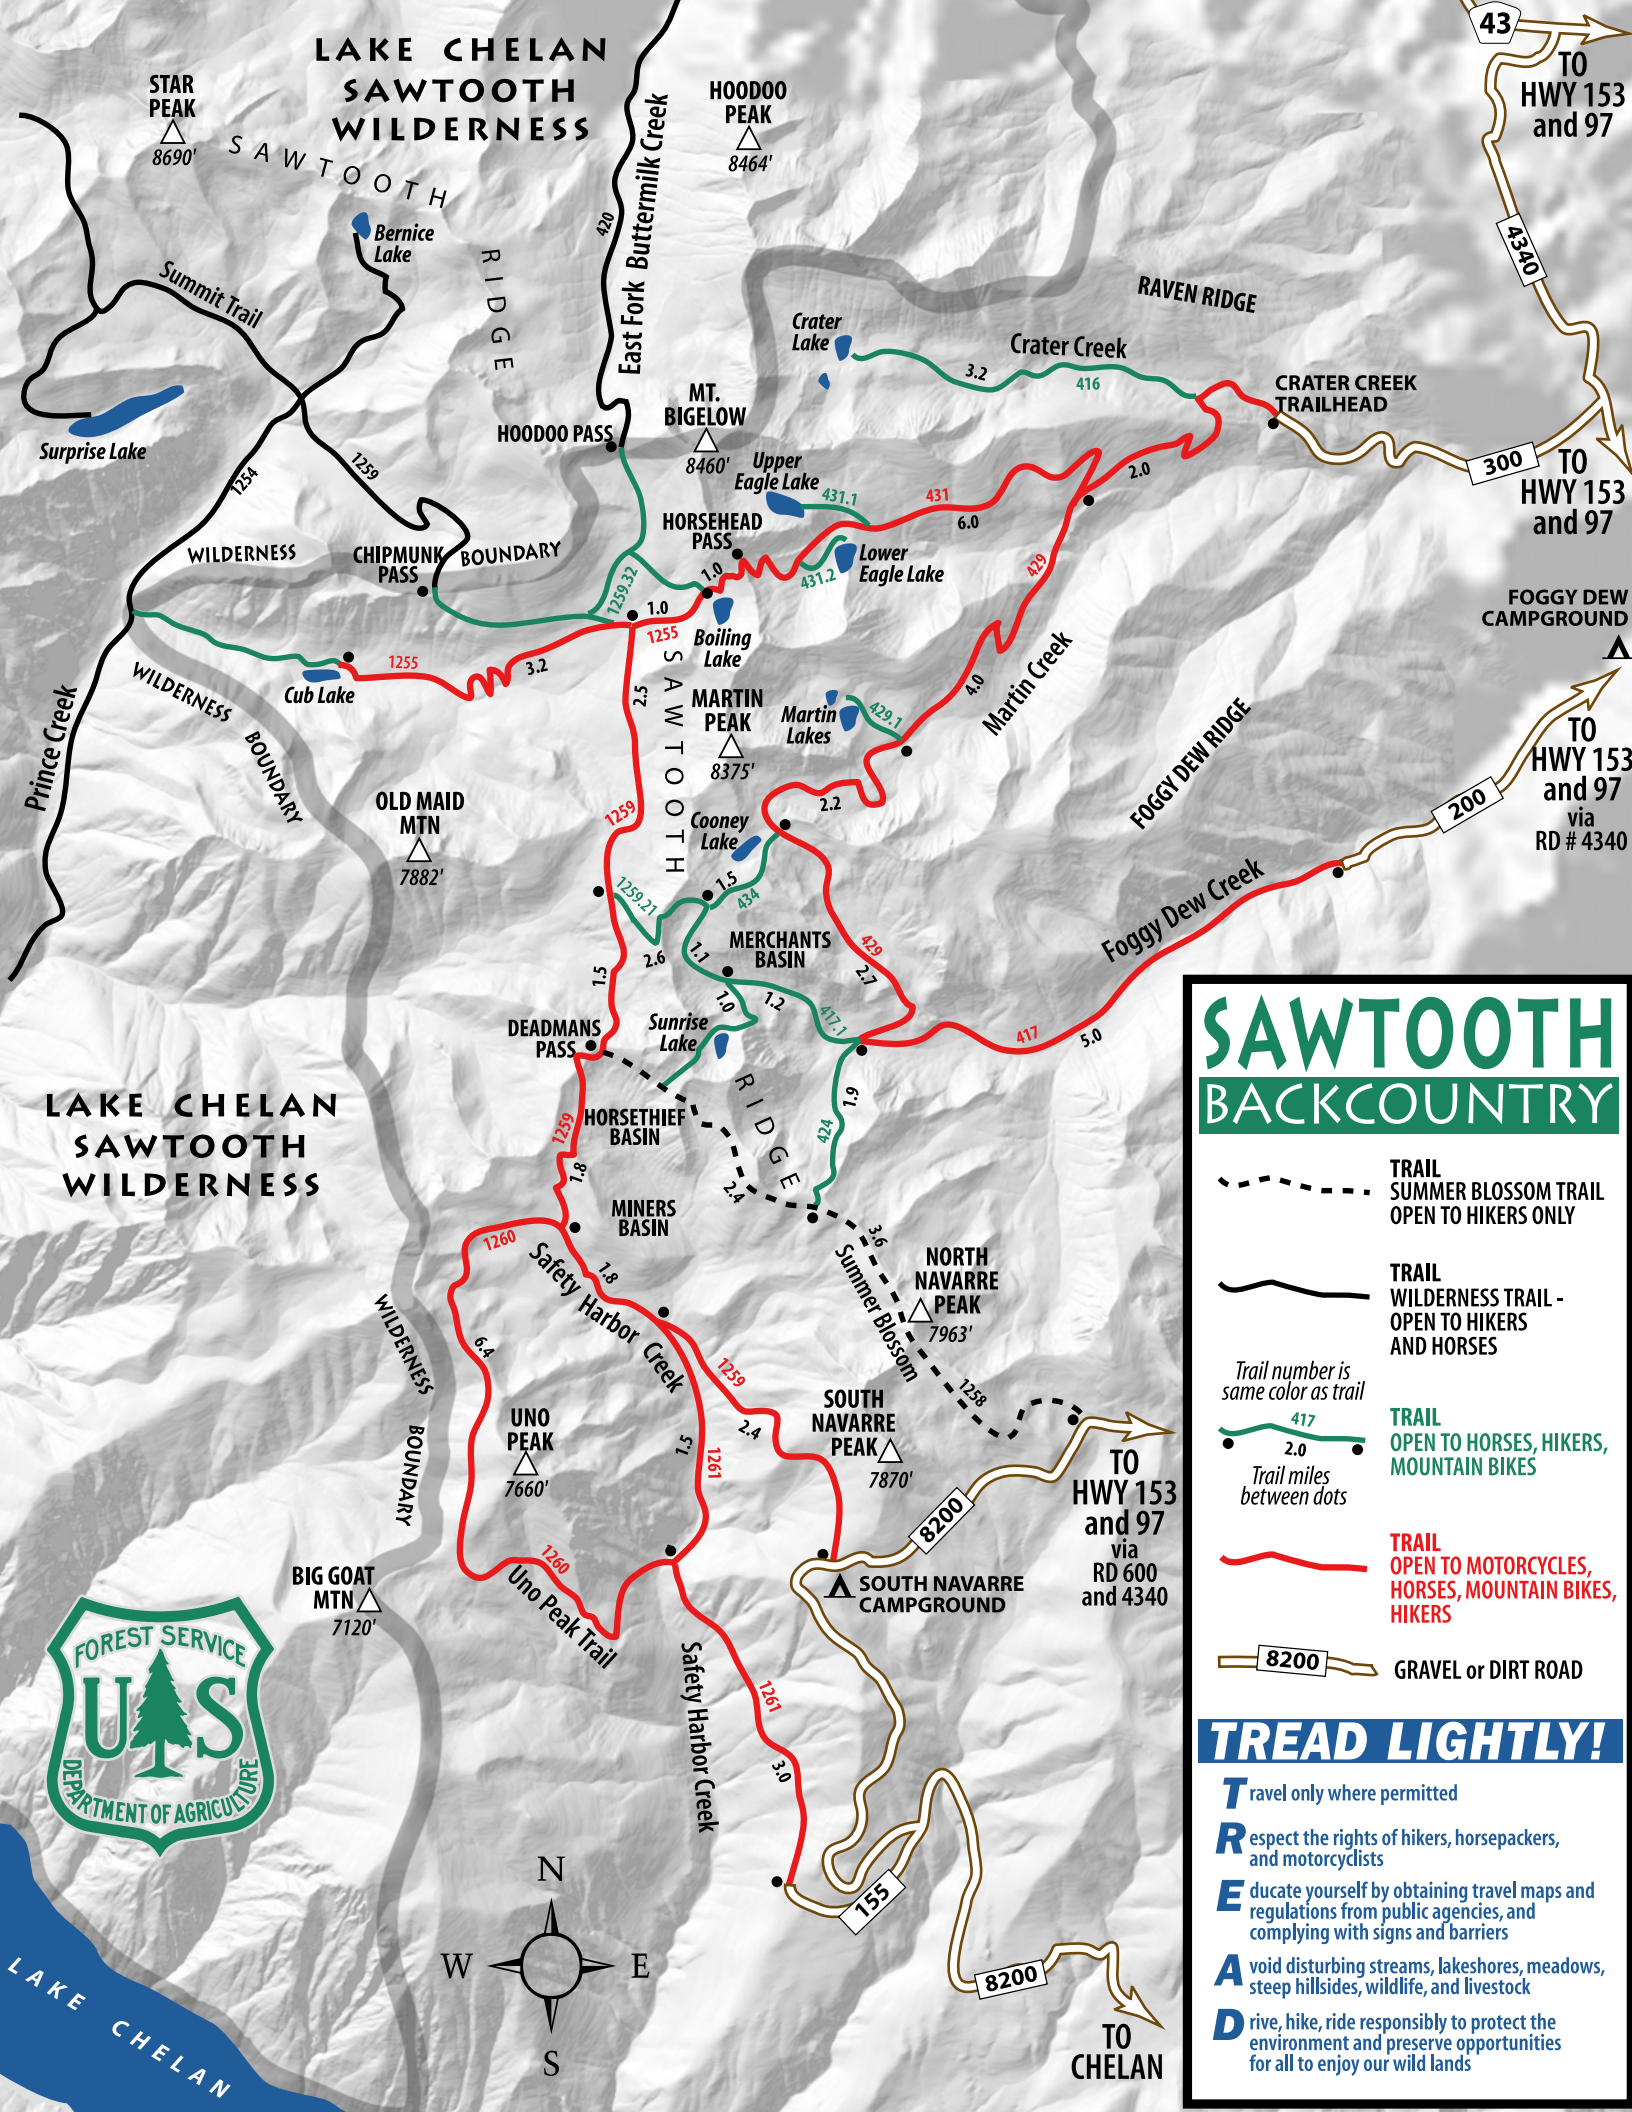 LAKE CHELAN
SAWTOOTH
WILDERNESS
STAR
PEAK
8690'
SAWTOOTH
RIDGE
HOODOO
PEAK
8464'
43
TO
HWY 153
and 97
4340
East Fork Buttermilk Creek
420
Bernice
Lake
Summit Trail
RAVEN RIDGE
Crater
Lake
Crater Creek
3.2
416
CRATER CREEK
TRAILHEAD
300
TO
HWY 153
and 97
Surprise Lake
1254
1259
HOODOO PASS
MT.
BIGELOW
8460'
Upper
Eagle Lake
431.1
431
6.0
2.0
HORSEHEAD
PASS
WILDERNESS
BOUNDARY
CHIPMUNK
PASS
1259.32
1.0
1.0
1255
Boiling
Lake
431.2
Lower
Eagle Lake
429
FOGGY DEW
CAMPGROUND
1255
3.2
Cub Lake
WILDERNESS
BOUNDARY
Prince Creek
2.5
SAWTOOTH
MARTIN
PEAK
8375'
Martin
Lakes
429.1
4.0
Martin Creek
FOGGY DEW RIDGE
TO
HWY 153
and 97
via
RD # 4340
200
OLD MAID
MTN
7882'
1259
2.2
Cooney
Lake
1259.21
1.5
434
Foggy Dew Creek
MERCHANTS
BASIN
2.6
1.1
429
2.7
1.5
1.0
1.2
417.1
DEADMANS
PASS
Sunrise
Lake
417
5.0
RIDGE
1.9
424
LAKE CHELAN
SAWTOOTH
WILDERNESS
1259
HORSETHIEF
BASIN
1.8
2.4
MINERS
BASIN
1260
Safety Harbor Creek
1.8
3.6
Summer Blossom
NORTH
NAVARRE
PEAK
7963'
WILDERNESS
BOUNDARY
6.4
1259
2.4
1258
UNO
PEAK
7660'
1.5
1261
SOUTH
NAVARRE
PEAK
7870'
TO
HWY 153
and 97
via
RD 600
and 4340
8200
BIG GOAT
MTN
7120'
1260
Uno Peak Trail
SOUTH NAVARRE
CAMPGROUND
Safety Harbor Creek
1261
3.0
155
8200
TO
CHELAN
FOREST SERVICE
US
DEPARTMENT OF AGRICULTURE
LAKE CHELAN
N
W
E
S
SAWTOOTH
BACKCOUNTRY
TRAIL
SUMMER BLOSSOM TRAIL
OPEN TO HIKERS ONLY
TRAIL
WILDERNESS TRAIL -
OPEN TO HIKERS
AND HORSES
Trail number is
same color as trail
417
2.0
Trail miles
between dots
TRAIL
OPEN TO HORSES, HIKERS,
MOUNTAIN BIKES
TRAIL
OPEN TO MOTORCYCLES,
HORSES, MOUNTAIN BIKES,
HIKERS
8200
GRAVEL or DIRT ROAD
TREAD LIGHTLY!
Travel only where permitted
Respect the rights of hikers, horsepackers,
and motorcyclists
Educate yourself by obtaining travel maps and
regulations from public agencies, and
complying with signs and barriers
Avoid disturbing streams, lakeshores, meadows,
steep hillsides, wildlife, and livestock
Drive, hike, ride responsibly to protect the
environment and preserve opportunities
for all to enjoy our wild lands